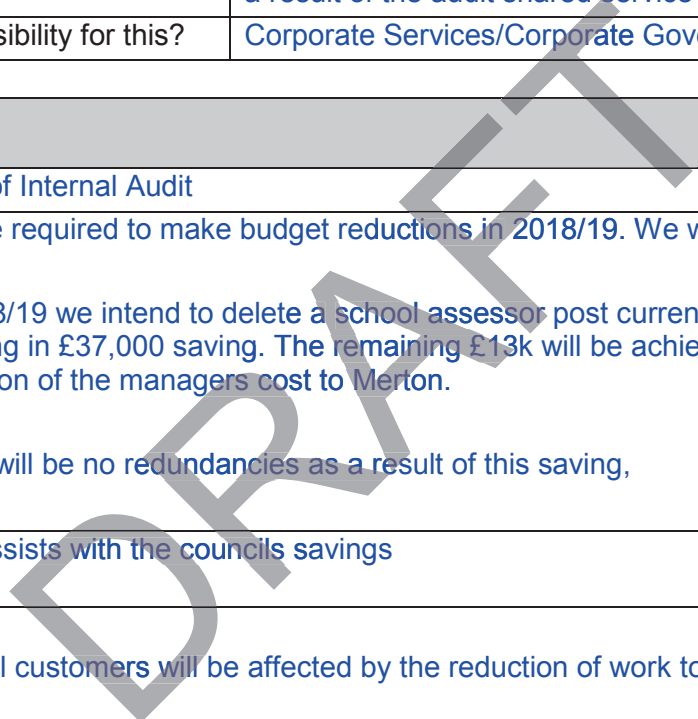 a result of the audit shared service
sibility for this? Corporate Services/Corporate Gov
of Internal Audit
required to make budget reductions in 2018/19. We w
8/19 we intend to delete a school assessor post curren
ng in £37,000 saving. The remaining £13k will be achie
on of the managers cost to Merton.
will be no redundancies as a result of this saving,
ssists with the councils savings
l customers will be affected by the reduction of work to
DRAFT